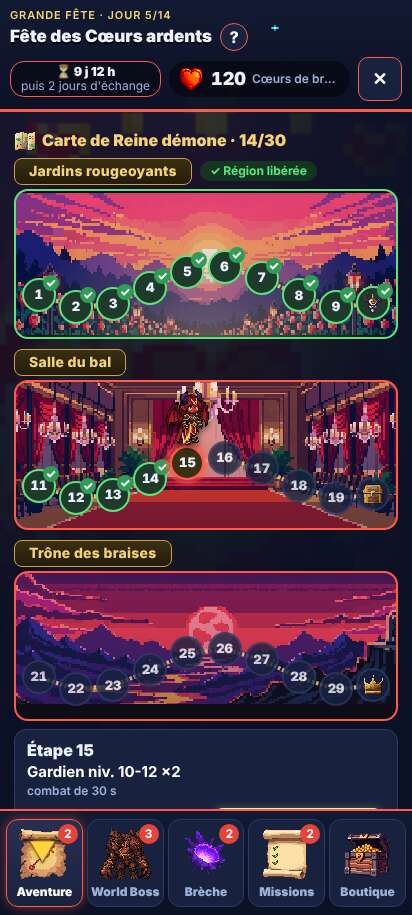 GRANDE FÊTE · JOUR 5/14
Fête des Cœurs ardents ?
⏳ 9 j 12 h
puis 2 jours d'échange
120 Cœurs de br...
✕
Carte de Reine démone · 14/30
Jardins rougeoyants
✓ Région libérée
1 2 3 4 5 6 7 8 9
Salle du bal
11 12 13 14 15 16 17 18 19
Trône des braises
21 22 23 24 25 26 27 28 29
Étape 15
Gardien niv. 10-12 ×2
combat de 30 s
2 3 2 2
Aventure World Boss Brèche Missions Boutique